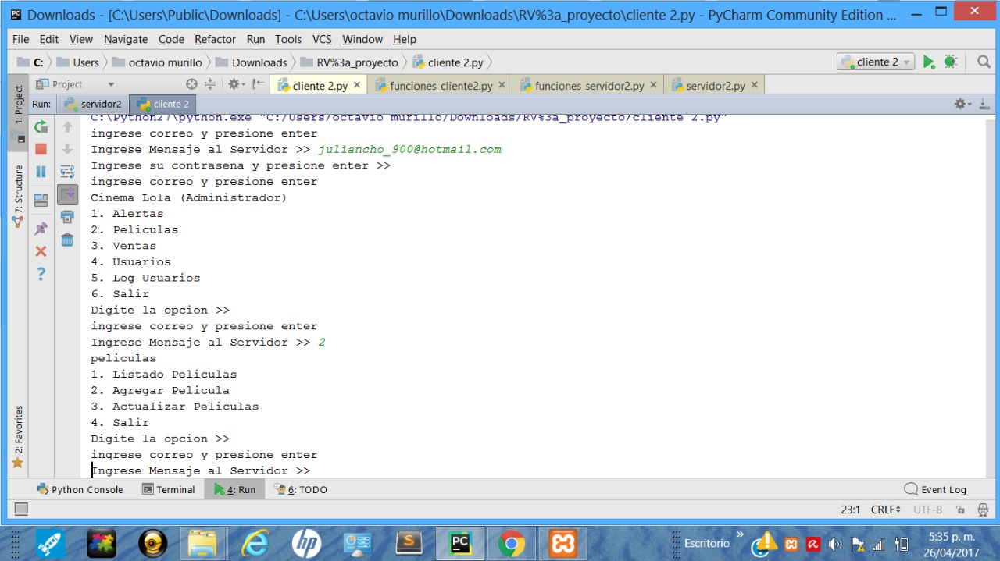 Downloads - [C:\Users\Public\Downloads] - C:\Users\octavio murillo\Downloads\RV%3a_proyecto\cliente 2.py - PyCharm Community Edition ...
File Edit View Navigate Code Refactor Run Tools VCS Window Help
C: Users octavio murillo Downloads RV%3a_proyecto cliente 2.py cliente 2
Project cliente 2.py funciones_cliente2.py funciones_servidor2.py servidor2.py
1: Project
Run: servidor2 cliente 2
C:\Python27\python.exe "C:/Users/octavio murillo/Downloads/RV%3a_proyecto/cliente 2.py"
ingrese correo y presione enter
Ingrese Mensaje al Servidor >> juliancho_900@hotmail.com
Ingrese su contrasena y presione enter >>
ingrese correo y presione enter
Cinema Lola (Administrador)
1. Alertas
2. Peliculas
3. Ventas
4. Usuarios
5. Log Usuarios
6. Salir
Digite la opcion >>
ingrese correo y presione enter
Ingrese Mensaje al Servidor >> 2
peliculas
1. Listado Peliculas
2. Agregar Pelicula
3. Actualizar Peliculas
4. Salir
Digite la opcion >>
ingrese correo y presione enter
Ingrese Mensaje al Servidor >>
Z: Structure
2: Favorites
Python Console Terminal 4: Run 6: TODO Event Log
23:1 CRLF UTF-8
hp S PC Escritorio 5:35 p. m.
26/04/2017